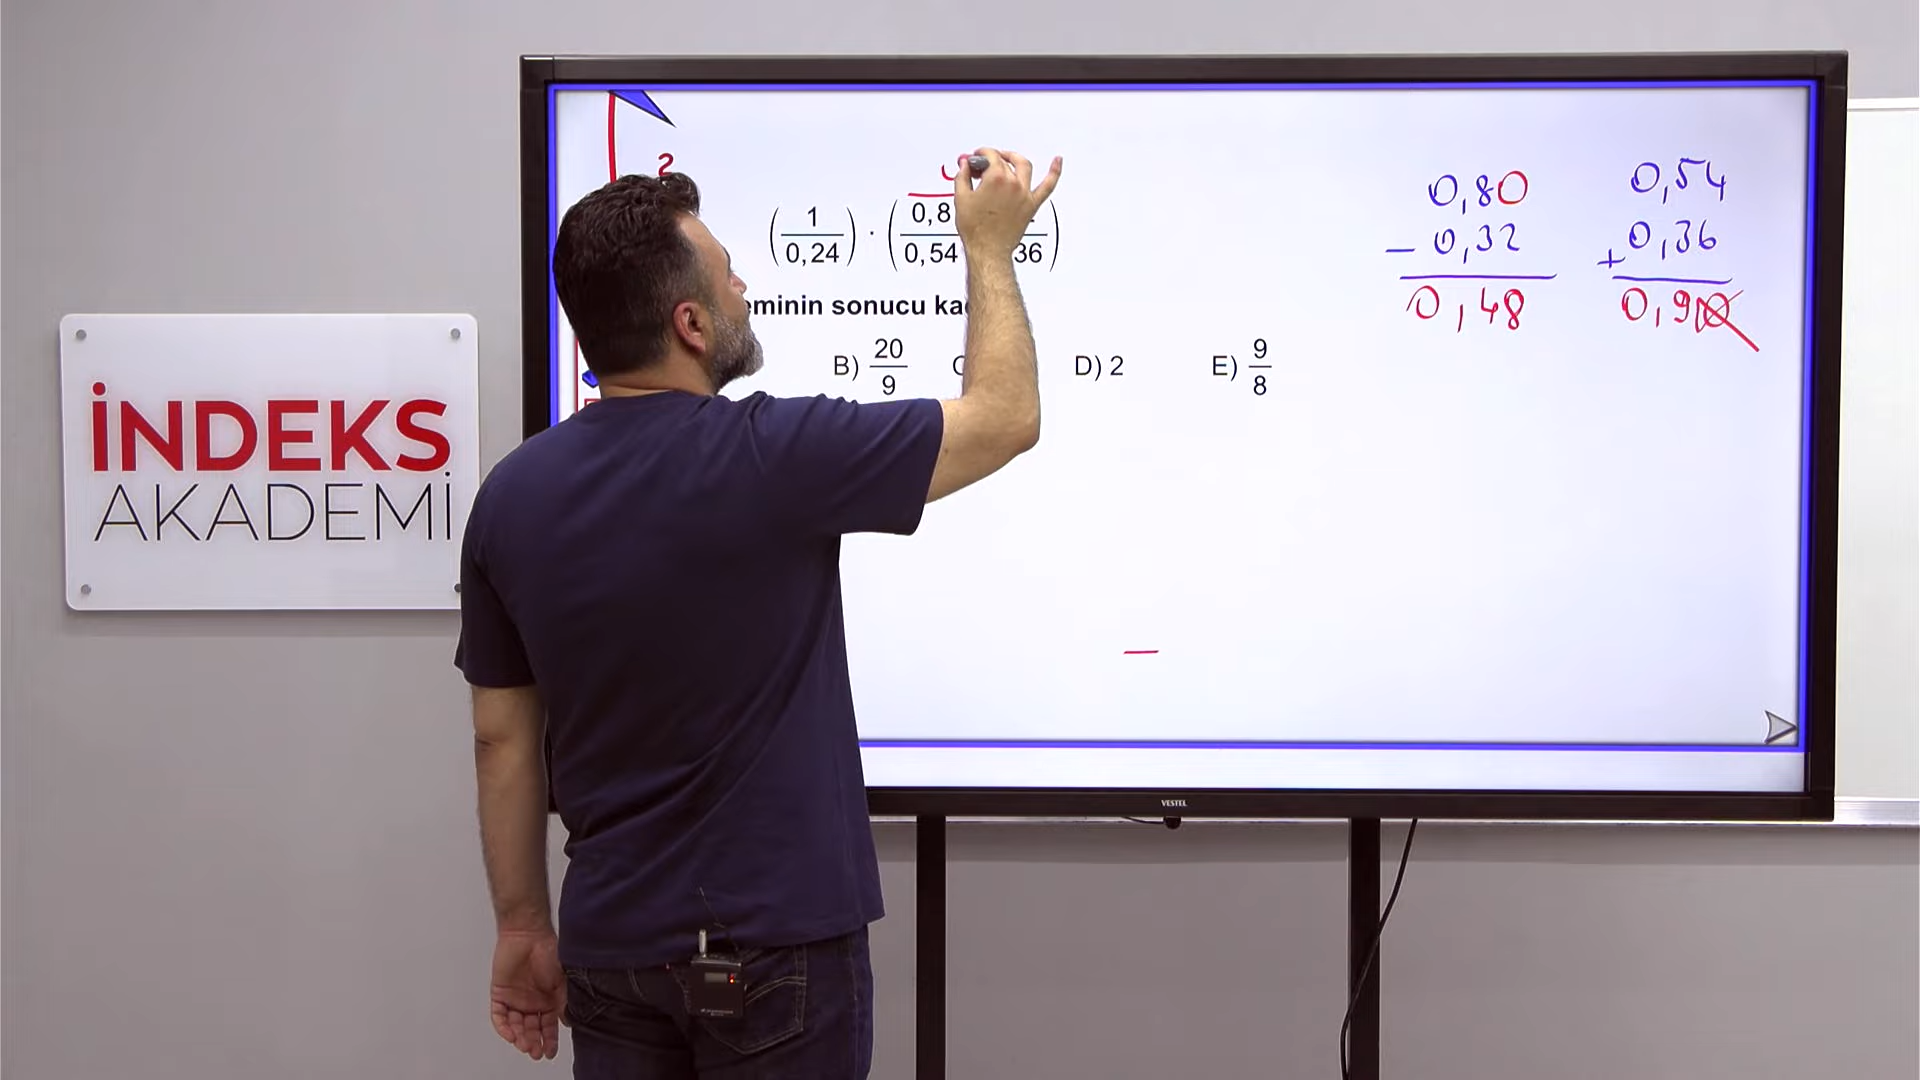 2
1
0,8
0,24
·
0,54
36
eminin sonucu ka
B) 20/9
D) 2
E) 9/8
0,80
- 0,32
0,48
0,54
+ 0,36
0,90
İNDEKS
AKADEMİ
VESTEL